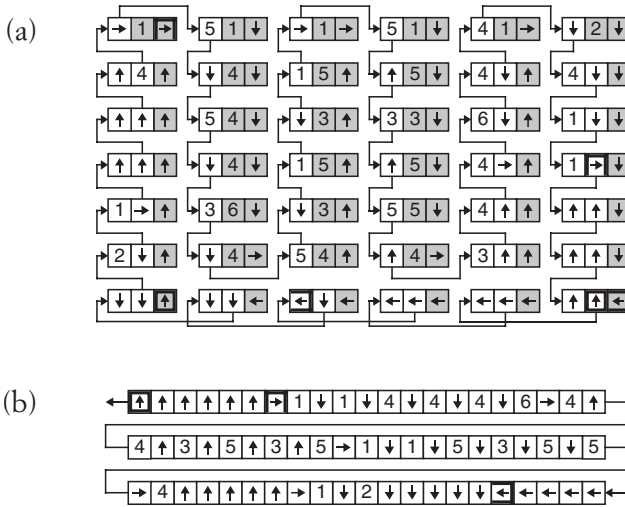 (a)
→ 1 → 5 1 ↓ → 1 → 5 1 ↓ 4 1 → ↓ 2 ↓
↑ 4 ↑ ↓ 4 ↓ 1 5 ↑ ↓ 5 ↓ 4 ↓ ↑ 4 ↓ ↓
↑ ↑ ↑ 5 4 ↓ ↓ 3 ↑ 3 3 ↓ 6 ↓ ↑ 1 ↓ ↓
↑ ↑ ↑ ↓ 4 ↓ 1 5 ↑ ↑ 5 ↓ 4 → ↑ 1 → ↓
1 → ↑ 3 6 ↓ ↓ 3 ↑ 5 5 ↓ 4 ↑ ↑ ↑ ↑ ↓
2 ↓ ↑ ↓ 4 → 5 4 ↑ ↑ 4 → 3 ↑ ↑ ↓ ↑ ↓
↓ ↓ ↑ ↓ ↓ ← ← ↓ ← ← ← ← ← ← ← ↑ ↑ ←
(b)
↑ ↑ ↑ ↑ ↑ ↑ → 1 ↓ 1 ↓ 4 ↓ 4 ↓ 4 ↓ 6 → 4 ↑
4 ↑ 3 ↑ 5 ↑ 3 ↑ 5 → 1 ↓ 1 ↓ 5 ↓ 3 ↓ 5 ↓ 5
→ 4 ↑ ↑ ↑ ↑ ↑ → 1 ↓ 2 ↓ ↓ ↓ ↓ ↓ ← ← ← ← ←